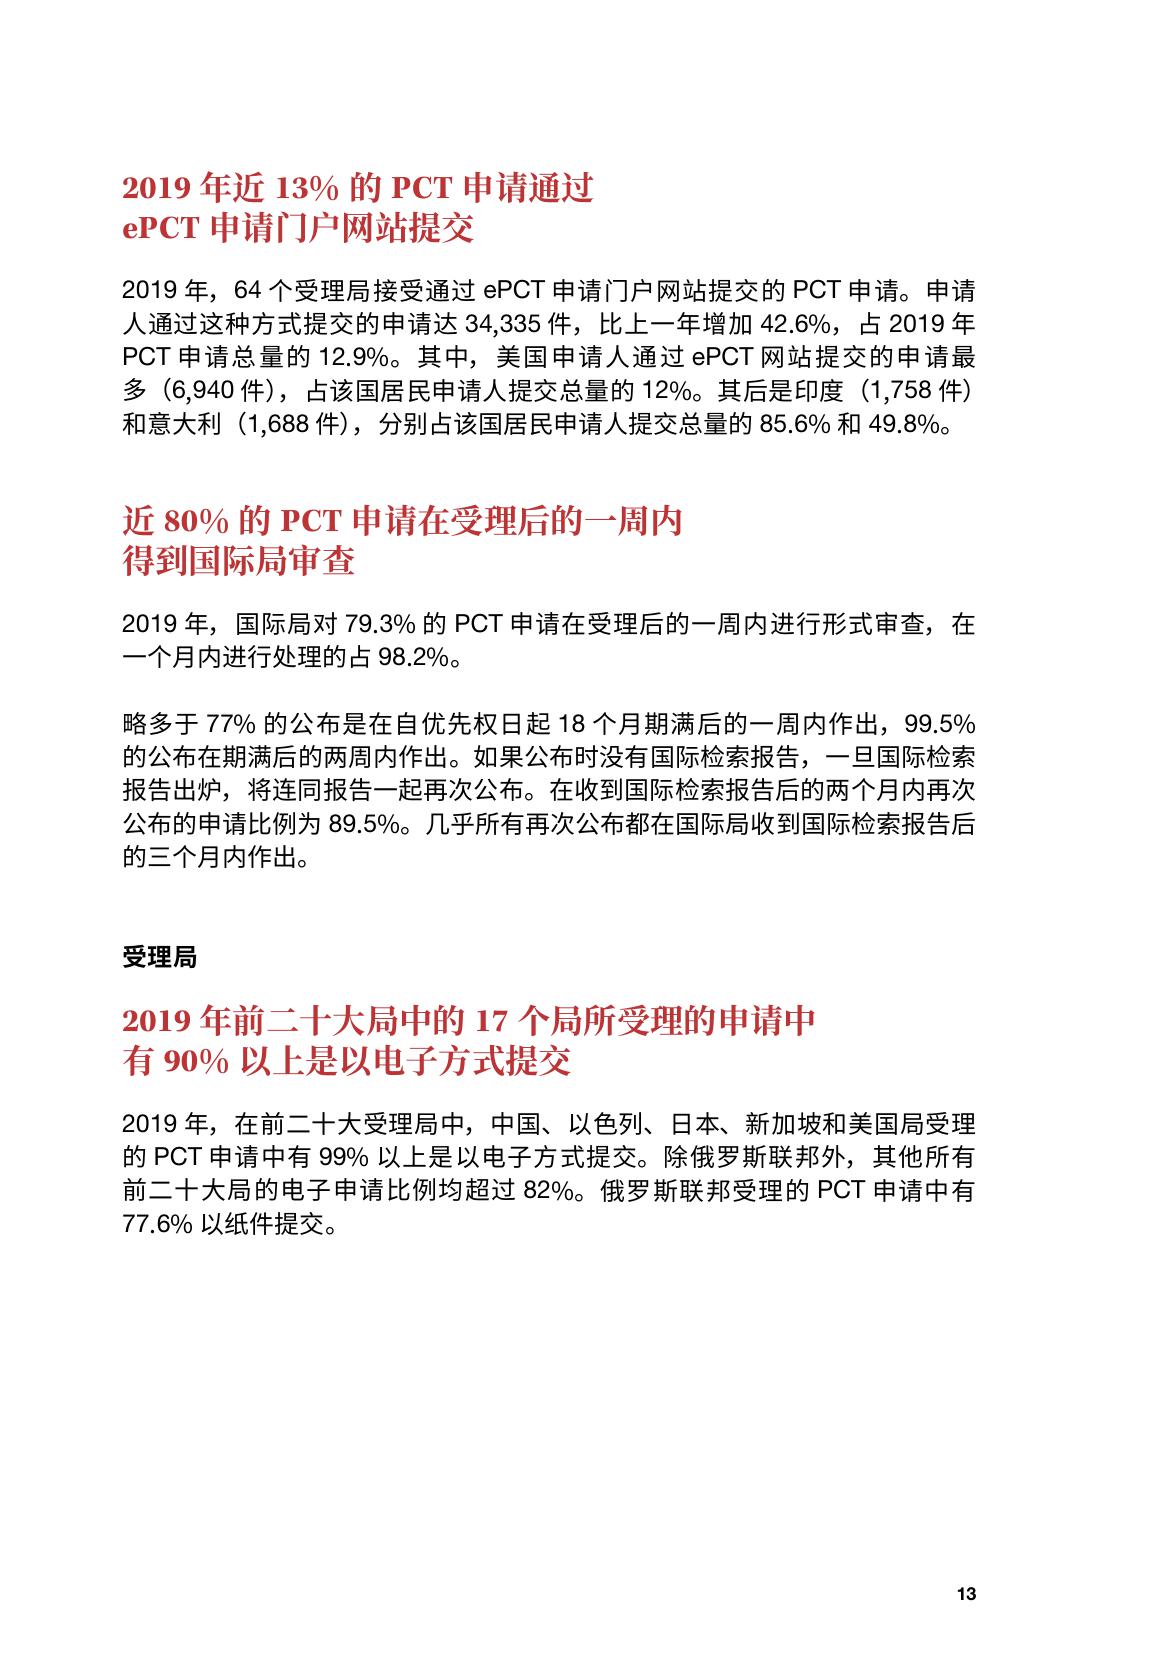 2019 年近 13% 的 PCT 申请通过
ePCT 申请门户网站提交
2019 年，64 个受理局接受通过 ePCT 申请门户网站提交的 PCT 申请。申请
人通过这种方式提交的申请达 34,335 件，比上一年增加 42.6%，占 2019 年
PCT 申请总量的 12.9%。其中，美国申请人通过 ePCT 网站提交的申请最
多（6,940 件），占该国居民申请人提交总量的 12%。其后是印度（1,758 件）
和意大利（1,688 件），分别占该国居民申请人提交总量的 85.6% 和 49.8%。
近 80% 的 PCT 申请在受理后的一周内
得到国际局审查
2019 年，国际局对 79.3% 的 PCT 申请在受理后的一周内进行形式审查，在
一个月内进行处理的占 98.2%。
略多于 77% 的公布是在自优先权日起 18 个月期满后的一周内作出，99.5%
的公布在期满后的两周内作出。如果公布时没有国际检索报告，一旦国际检索
报告出炉，将连同报告一起再次公布。在收到国际检索报告后的两个月内再次
公布的申请比例为 89.5%。几乎所有再次公布都在国际局收到国际检索报告后
的三个月内作出。
受理局
2019 年前二十大局中的 17 个局所受理的申请中
有 90% 以上是以电子方式提交
2019 年，在前二十大受理局中，中国、以色列、日本、新加坡和美国局受理
的 PCT 申请中有 99% 以上是以电子方式提交。除俄罗斯联邦外，其他所有
前二十大局的电子申请比例均超过 82%。俄罗斯联邦受理的 PCT 申请中有
77.6% 以纸件提交。
13